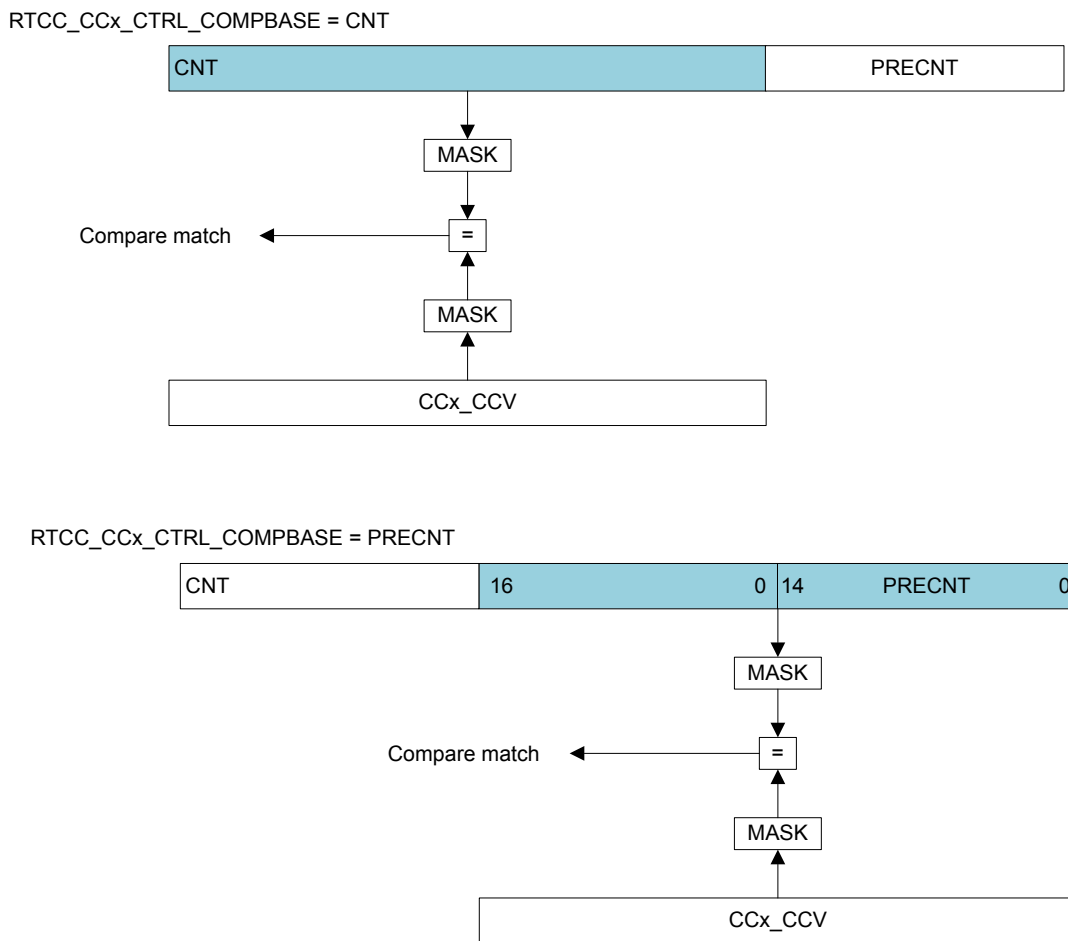 RTCC_CCx_CTRL_COMPBASE = CNT
CNT PRECNT
MASK
Compare match =
MASK
CCx_CCV
RTCC_CCx_CTRL_COMPBASE = PRECNT
CNT 16 0 14 PRECNT 0
MASK
Compare match =
MASK
CCx_CCV